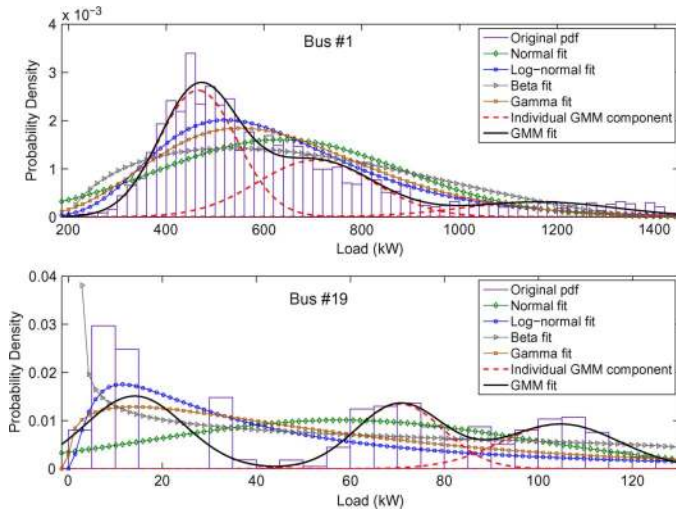 4 × 10⁻³
Bus #1
Original pdf
Normal fit
Log−normal fit
Beta fit
Gamma fit
Individual GMM component
GMM fit
Probability Density
3
2
1
0
200 400 600 800 1000 1200 1400
Load (kW)
0.04
Bus #19
Original pdf
Normal fit
Log−normal fit
Beta fit
Gamma fit
Individual GMM component
GMM fit
Probability Density
0.03
0.02
0.01
0
0 20 40 60 80 100 120
Load (kW)